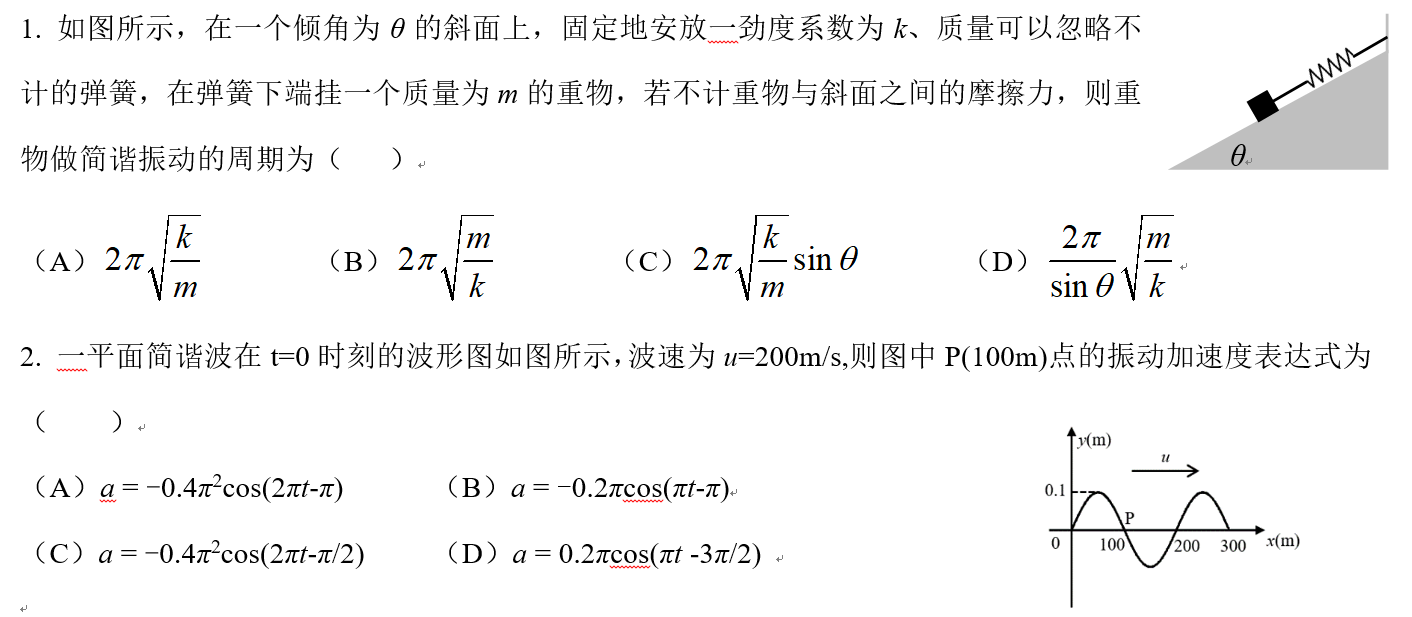 1. 如图所示，在一个倾角为 θ 的斜面上，固定地安放一劲度系数为 k、质量可以忽略不
计的弹簧，在弹簧下端挂一个质量为 m 的重物，若不计重物与斜面之间的摩擦力，则重
物做简谐振动的周期为（  ）
θ
（A）2π√(k/m) （B）2π√(m/k) （C）2π√(k/m) sin θ （D）(2π/sin θ)√(m/k)
2. 一平面简谐波在 t=0 时刻的波形图如图所示，波速为 u=200m/s,则图中 P(100m)点的振动加速度表达式为
（  ）
（A）a = −0.4π²cos(2πt-π) （B）a = −0.2πcos(πt-π)
（C）a = −0.4π²cos(2πt-π/2) （D）a = 0.2πcos(πt -3π/2)
y(m)
u
0.1
P
0 100 200 300 x(m)